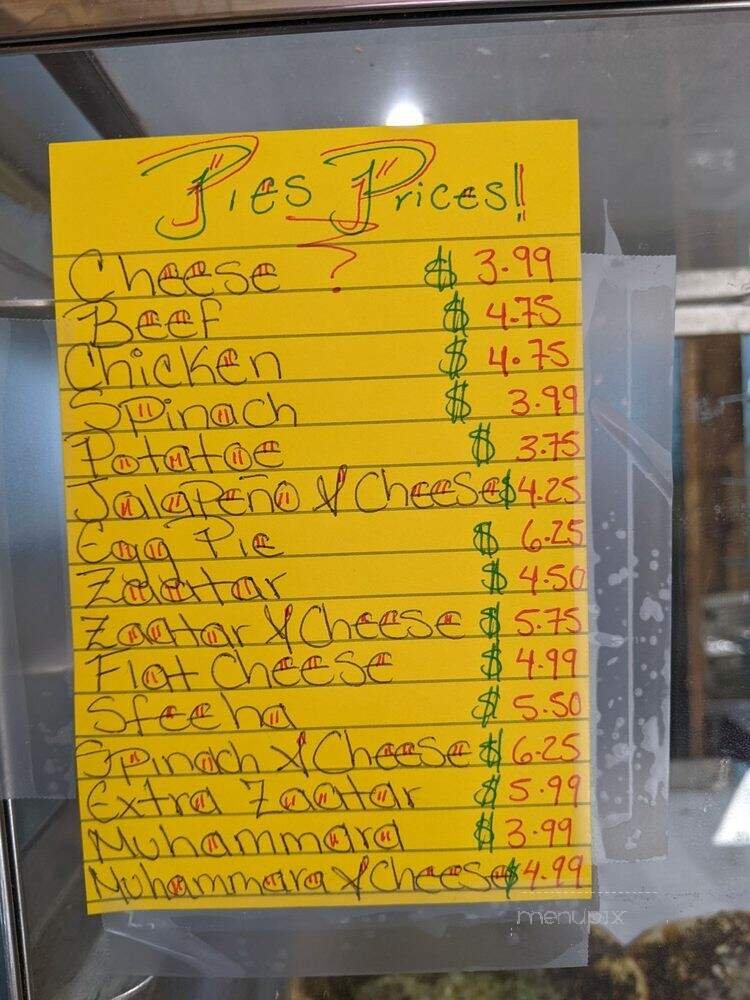 Pies Prices!
Cheese ? $ 3.99
Beef $ 4.75
Chicken $ 4.75
Spinach $ 3.99
Potatoe $ 3.75
Jalapeño & Cheese $4.25
Egg Pie $ 6.25
Zaatar $ 4.50
Zaatar & Cheese $ 5.75
Flat Cheese $ 4.99
Sfeeha $ 5.50
Spinach & Cheese $ 6.25
Extra Zaatar $ 5.99
Muhammara $ 3.99
Muhammara & Cheese $4.99
menupix